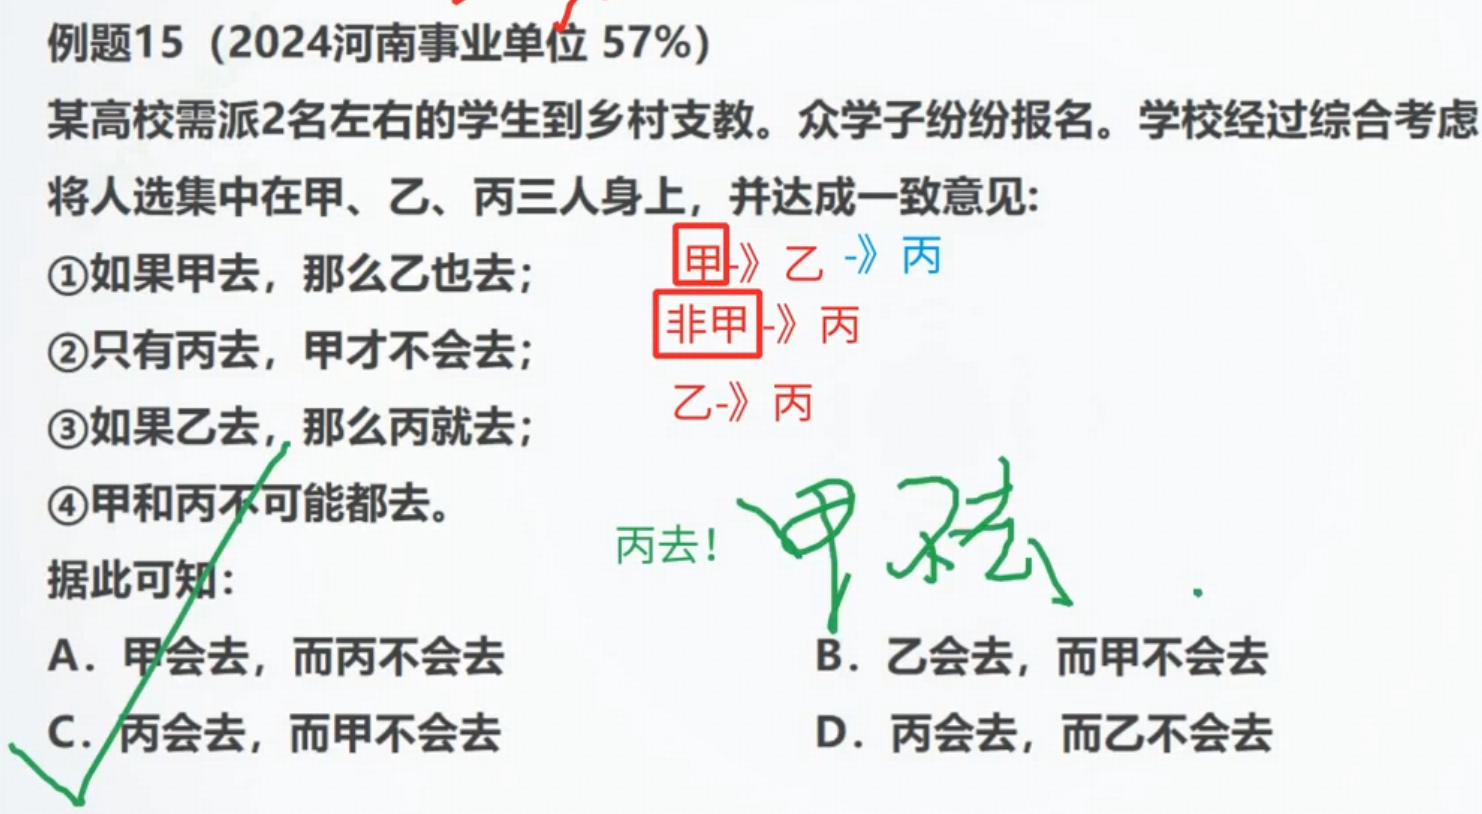 例题15（2024河南事业单位 57%）
某高校需派2名左右的学生到乡村支教。众学子纷纷报名。学校经过综合考虑
将人选集中在甲、乙、丙三人身上，并达成一致意见:
①如果甲去，那么乙也去；
甲-》乙 -》丙
②只有丙去，甲才不会去；
非甲-》丙
③如果乙去，那么丙就去；
乙-》丙
④甲和丙不可能都去。
丙去！ 甲不去
据此可知：
A. 甲会去，而丙不会去
B. 乙会去，而甲不会去
C. 丙会去，而甲不会去
D. 丙会去，而乙不会去